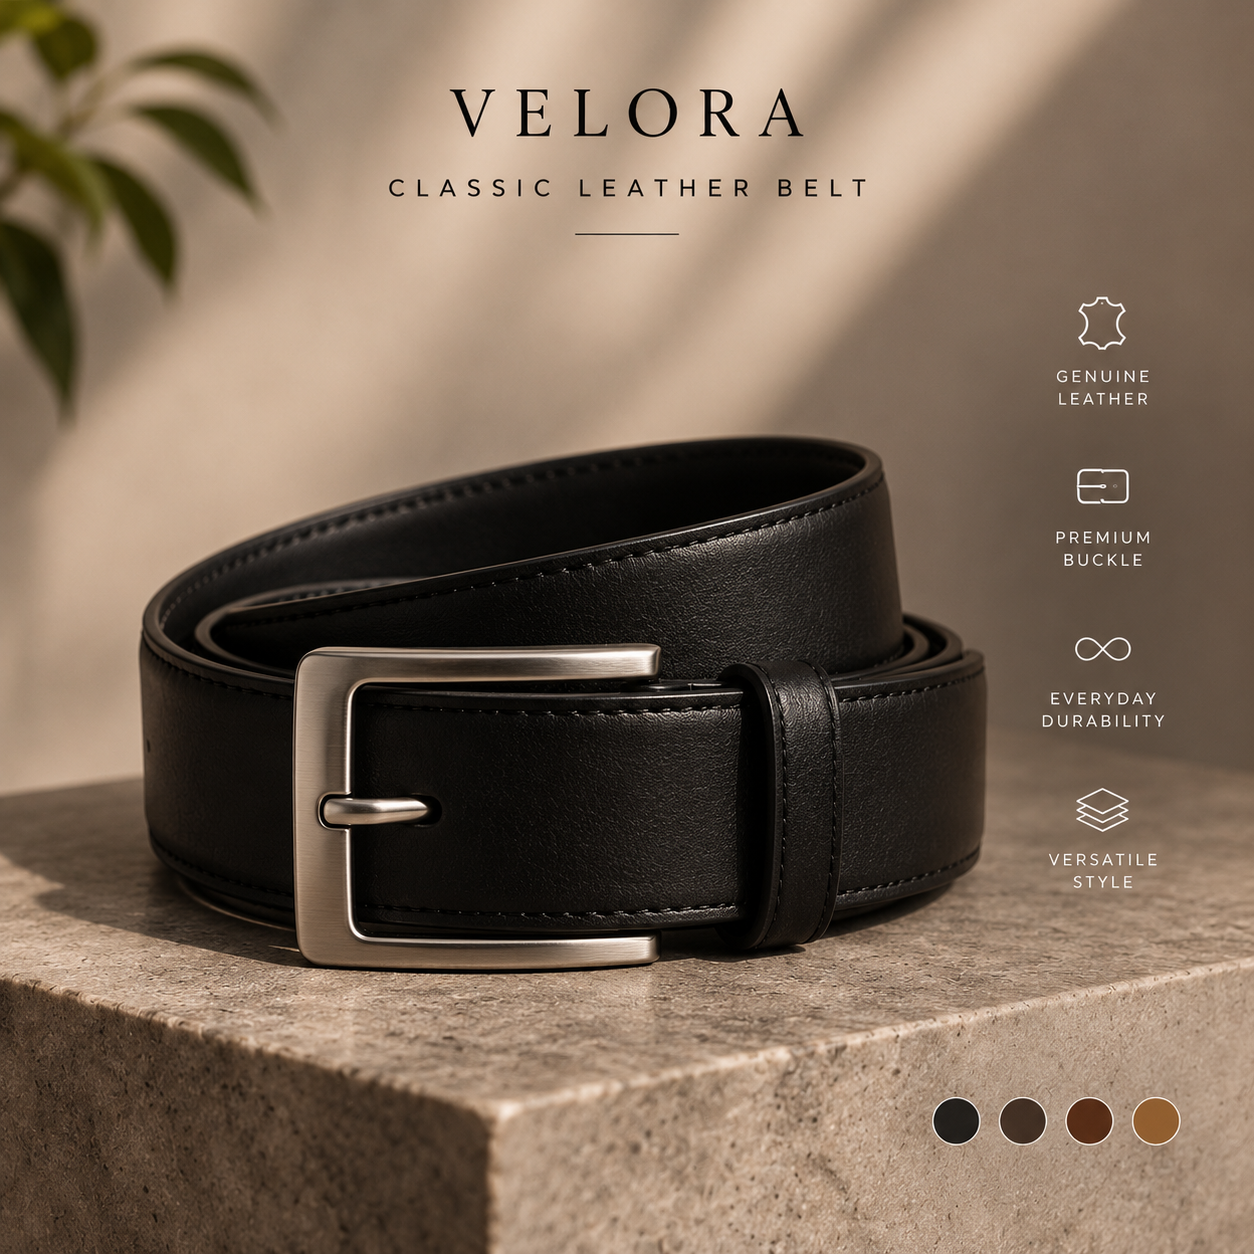 VELORA
CLASSIC LEATHER BELT
GENUINE
LEATHER
PREMIUM
BUCKLE
EVERYDAY
DURABILITY
VERSATILE
STYLE